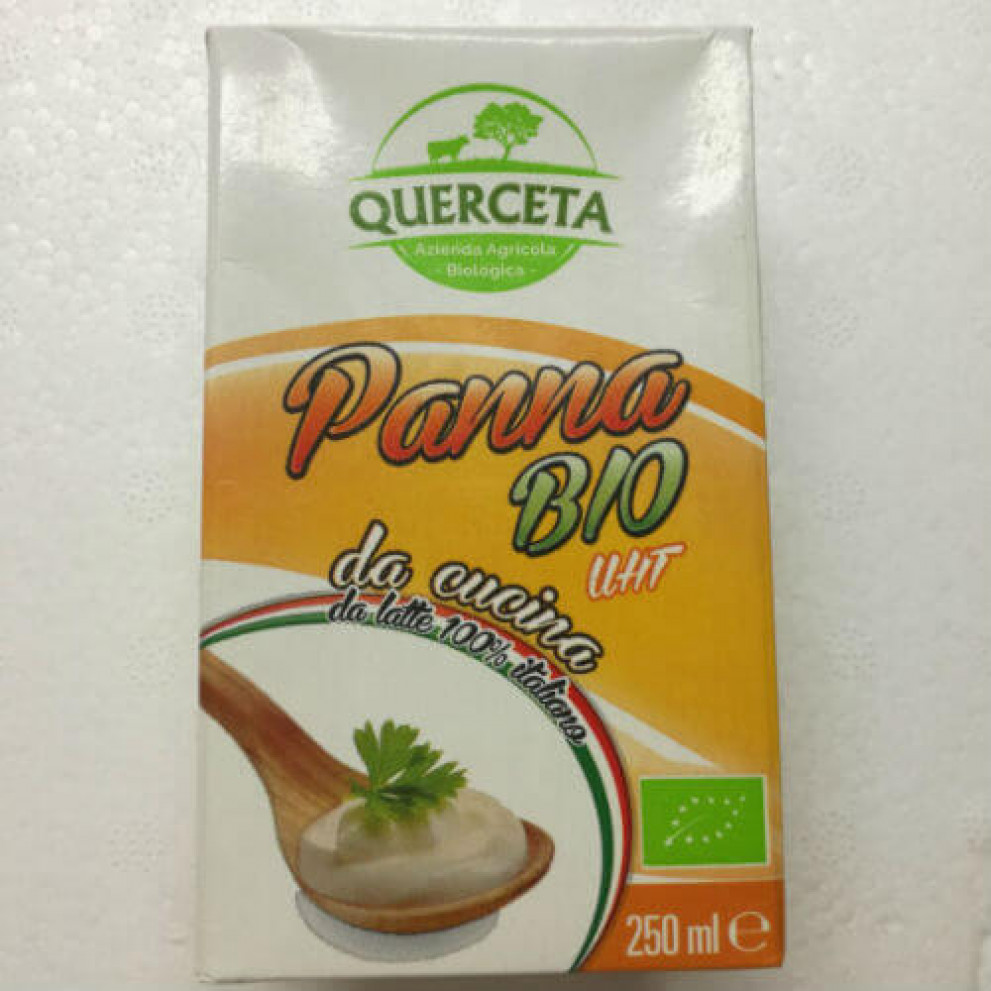 QUERCETA
Azienda Agricola
- Biologica -
Panna
BIO
UHT
da cucina
da latte 100% italiano
250 ml ℮